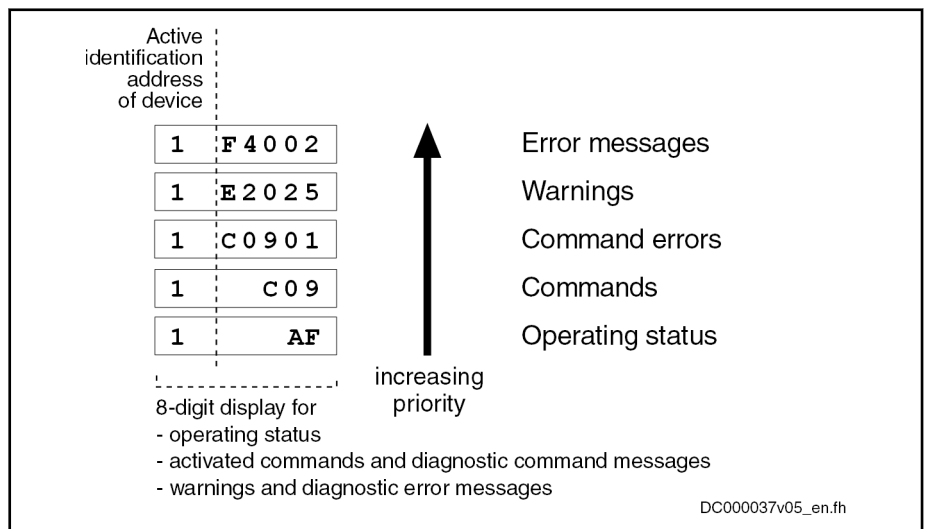 Active
identification
address
of device
1 F4002 Error messages
1 E2025 Warnings
1 C0901 Command errors
1 C09 Commands
1 AF Operating status
increasing
priority
8-digit display for
- operating status
- activated commands and diagnostic command messages
- warnings and diagnostic error messages
DC000037v05_en.fh